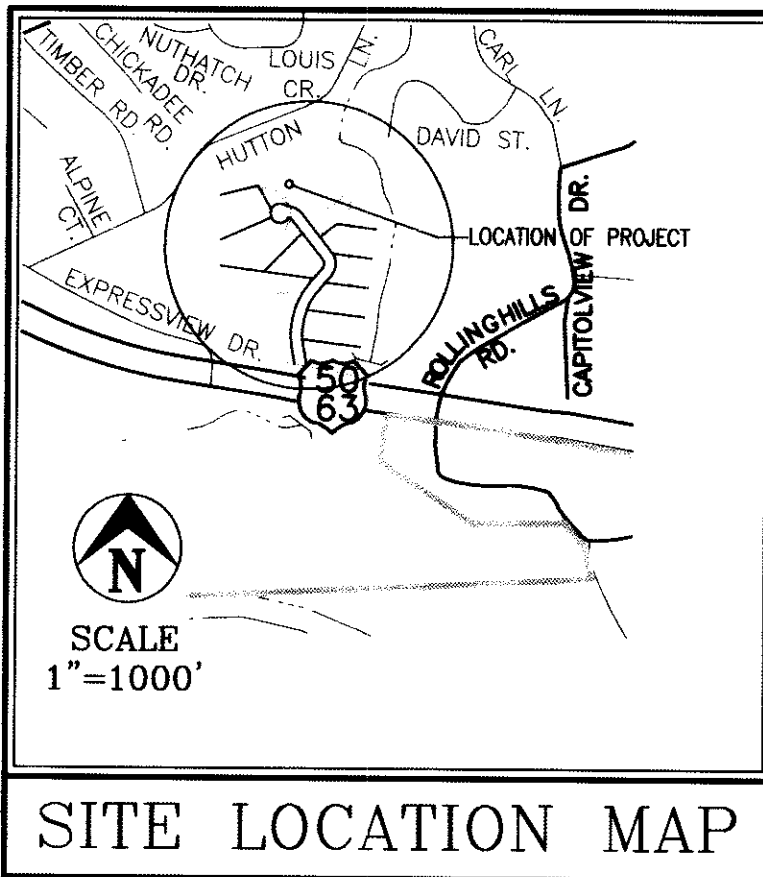 NUTHATCH
DR.
CHICKADEE
RD.
TIMBER RD.
LOUIS
CR.
LN.
CARL LN.
HUTTON
DAVID ST.
ALPINE
CT.
LOCATION OF PROJECT
EXPRESSVIEW DR.
ROLLINGHILLS
RD.
CAPITOLVIEW DR.
50
63
N
SCALE
1"=1000'
SITE LOCATION MAP